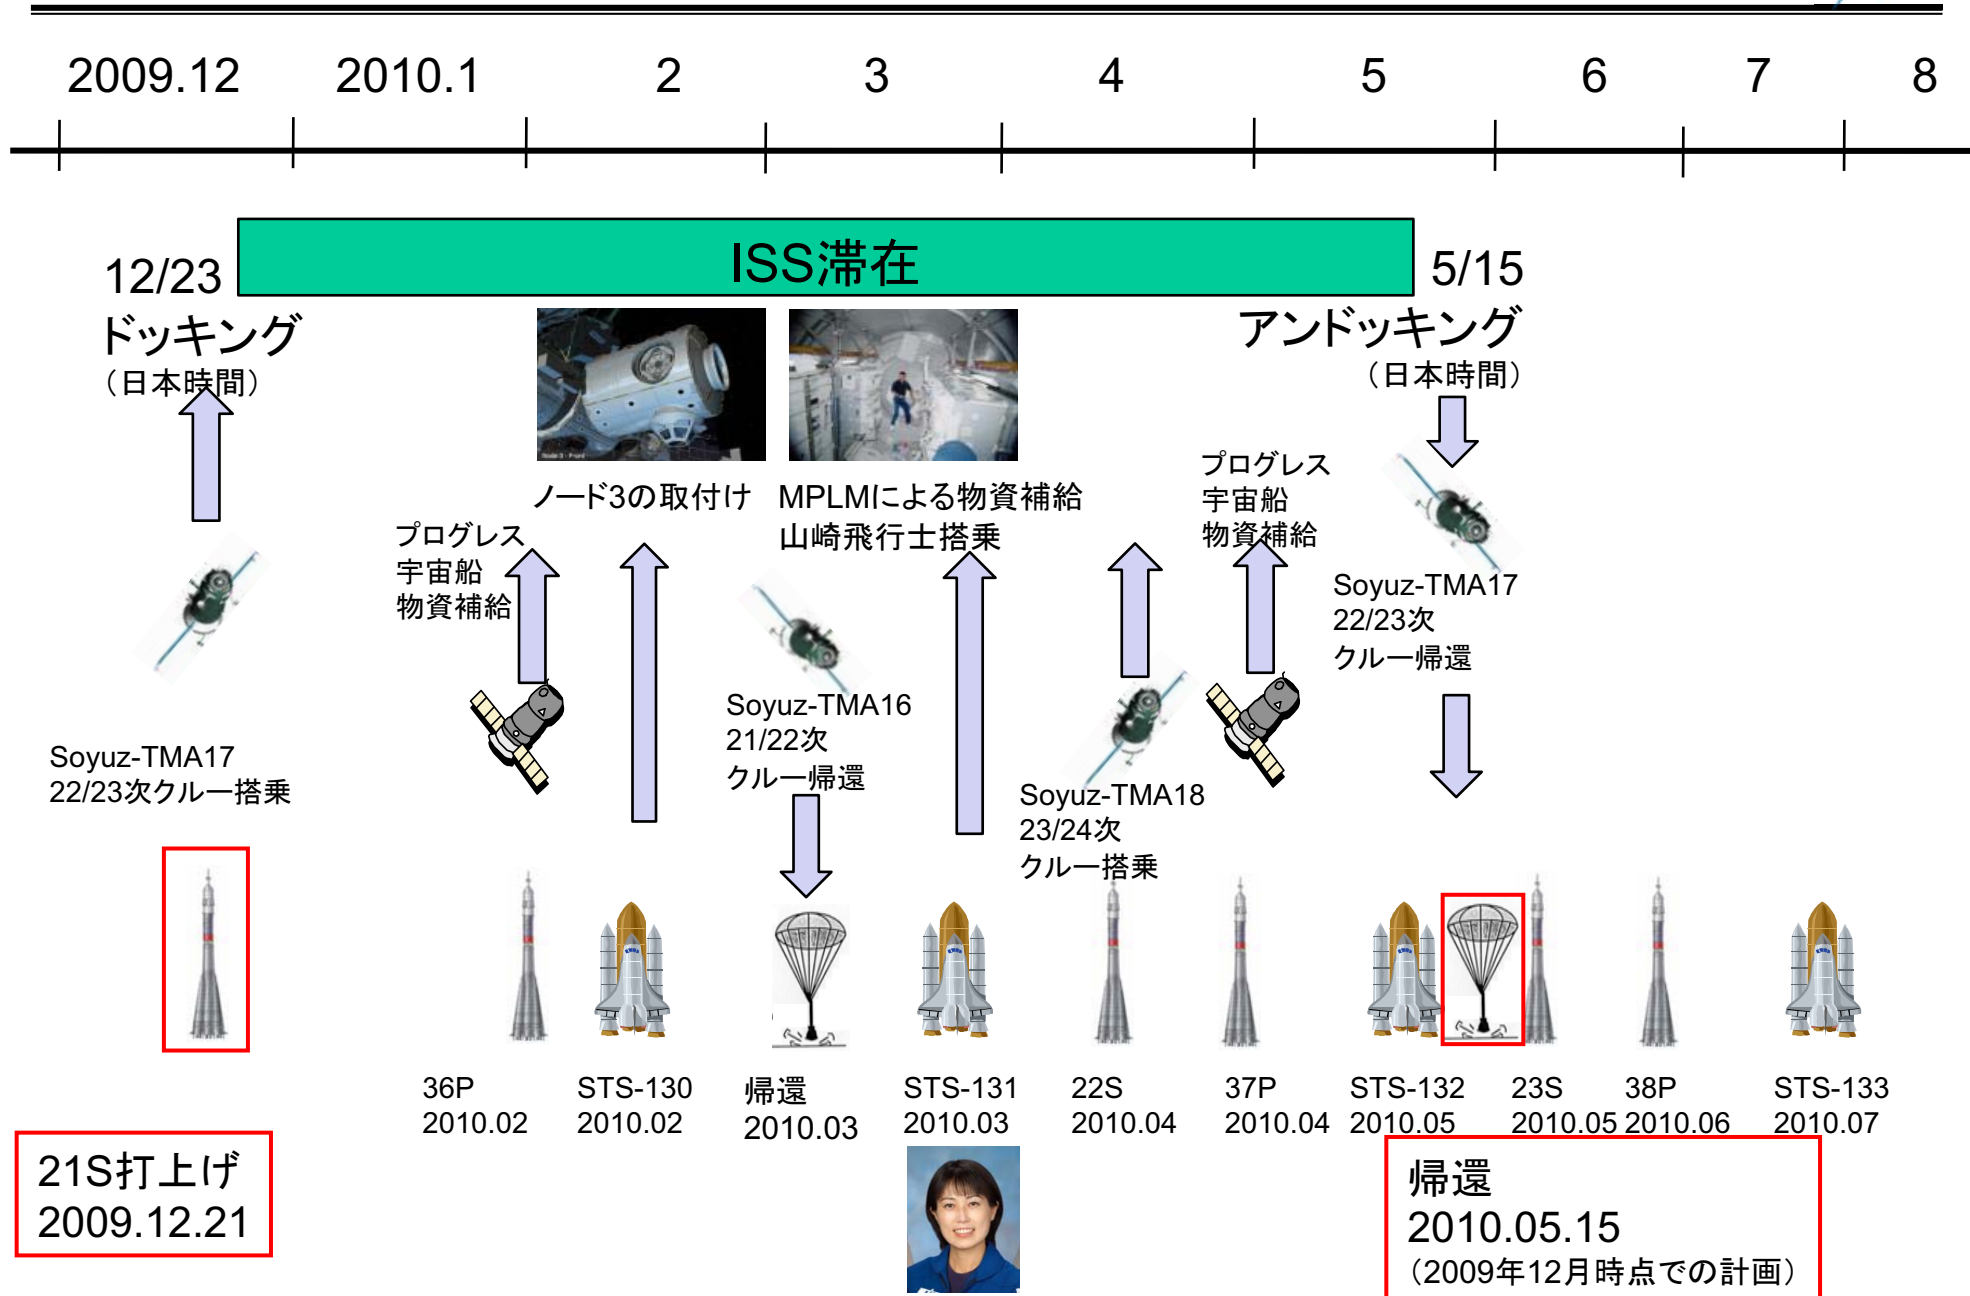 2009.12 2010.1 2 3 4 5 6 7 8
ISS滞在
12/23
ドッキング
（日本時間）
5/15
アンドッキング
（日本時間）
ノード3の取付け
MPLMによる物資補給
山崎飛行士搭乗
プログレス
宇宙船
物資補給
プログレス
宇宙船
物資補給
Soyuz-TMA17
22/23次
クルー帰還
Soyuz-TMA16
21/22次
クルー帰還
Soyuz-TMA17
22/23次クルー搭乗
Soyuz-TMA18
23/24次
クルー搭乗
36P
2010.02
STS-130
2010.02
帰還
2010.03
STS-131
2010.03
22S
2010.04
37P
2010.04
STS-132
2010.05
23S
2010.05
38P
2010.06
STS-133
2010.07
21S打上げ
2009.12.21
帰還
2010.05.15
（2009年12月時点での計画）